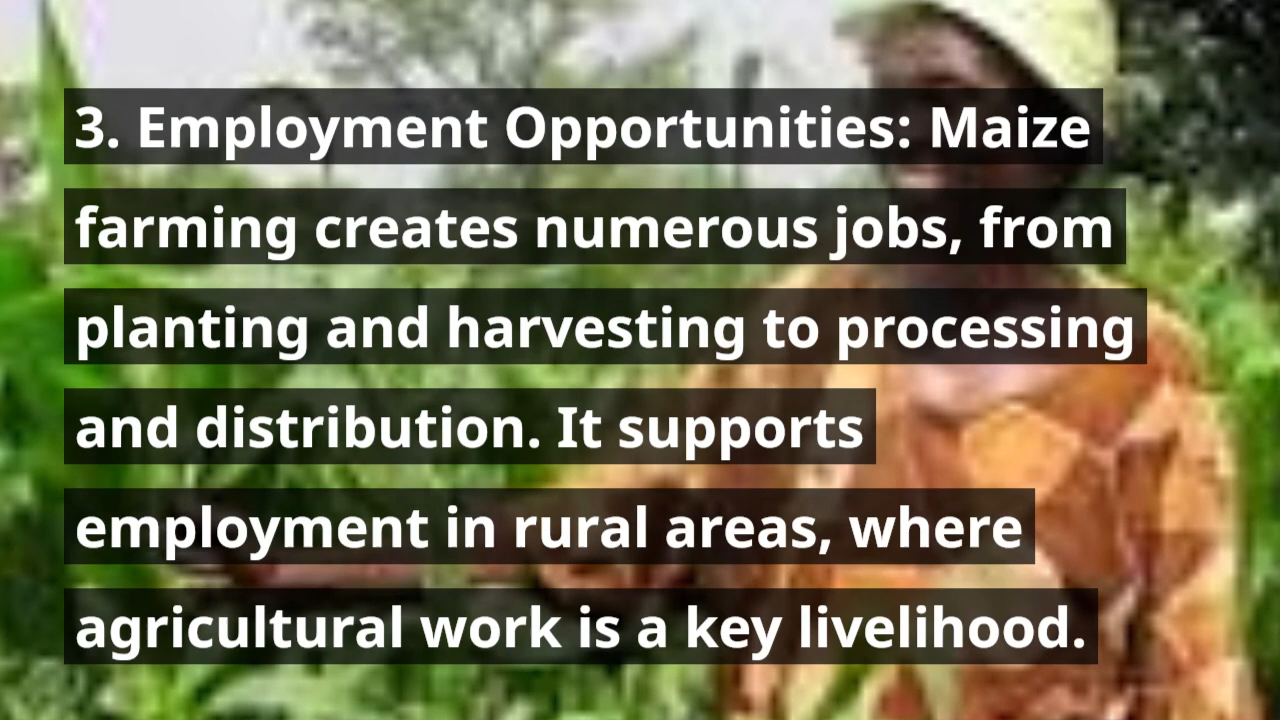 3. Employment Opportunities: Maize
farming creates numerous jobs, from
planting and harvesting to processing
and distribution. It supports
employment in rural areas, where
agricultural work is a key livelihood.